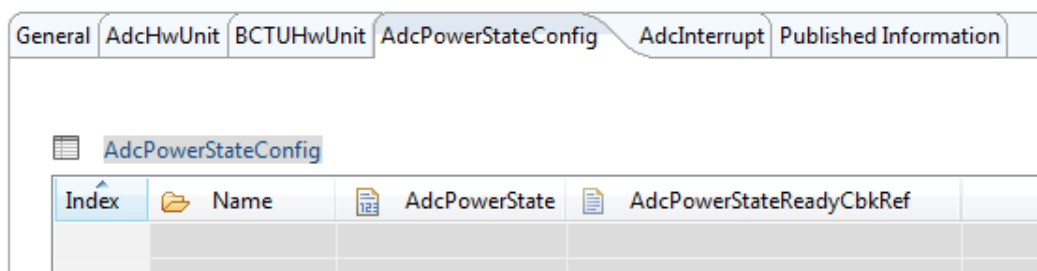 General AdcHwUnit BCTUHwUnit AdcPowerStateConfig AdcInterrupt Published Information
AdcPowerStateConfig
Index Name AdcPowerState AdcPowerStateReadyCbkRef